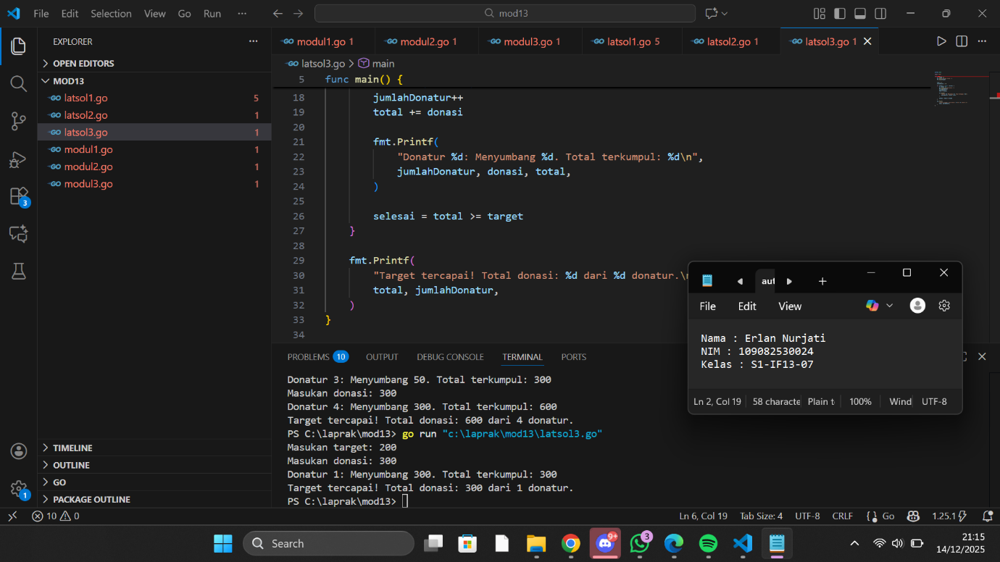 File Edit Selection View Go Run ··· mod13
EXPLORER ···
OPEN EDITORS
MOD13
latsol1.go 5
latsol2.go 1
latsol3.go 1
modul1.go 1
modul2.go 1
modul3.go 1
TIMELINE
OUTLINE
GO
PACKAGE OUTLINE
3
1
modul1.go 1 modul2.go 1 modul3.go 1 latsol1.go 5 latsol2.go 1 latsol3.go 1
latsol3.go > main
5 func main() {
18 jumlahDonatur++
19 total += donasi
20
21 fmt.Printf(
22 "Donatur %d: Menyumbang %d. Total terkumpul: %d\n",
23 jumlahDonatur, donasi, total,
24 )
25
26 selesai = total >= target
27 }
28
29 fmt.Printf(
30 "Target tercapai! Total donasi: %d dari %d donatur.\
31 total, jumlahDonatur,
32 )
33 }
34
PROBLEMS 10 OUTPUT DEBUG CONSOLE TERMINAL PORTS
Donatur 3: Menyumbang 50. Total terkumpul: 300
Masukan donasi: 300
Donatur 4: Menyumbang 300. Total terkumpul: 600
Target tercapai! Total donasi: 600 dari 4 donatur.
PS C:\laprak\mod13> go run "c:\laprak\mod13\latsol3.go"
Masukan target: 200
Masukan donasi: 300
Donatur 1: Menyumbang 300. Total terkumpul: 300
Target tercapai! Total donasi: 300 dari 1 donatur.
PS C:\laprak\mod13>
aut
File Edit View
Nama : Erlan Nurjati
NIM : 109082530024
Kelas : S1-IF13-07
Ln 2, Col 19 58 characte Plain t 100% Wind UTF-8
10 0 Ln 6, Col 19 Tab Size: 4 UTF-8 CRLF { } Go 1.25.1
Search 9+ 3 21:15
14/12/2025